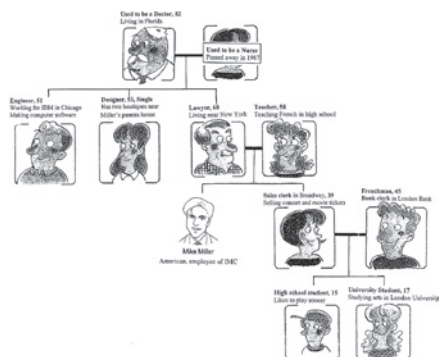 Used to be a Doctor, 82
Living in Florida
Used to be a Nurse
Passed away in 1987
Engineer, 51
Working for IBM in Chicago
Making computer software
Designer, 53, Single
Has two boutiques near
Miller's parents house
Lawyer, 60
Living near New York
Teacher, 58
Teaching French in high school
Mike Miller
American, employee of IMC
Sales clerk in Broadway, 39
Selling concert and movie tickets
Frenchman, 45
Bank clerk in London Bank
High school student, 15
Likes to play soccer
University Student, 17
Studying arts in London University